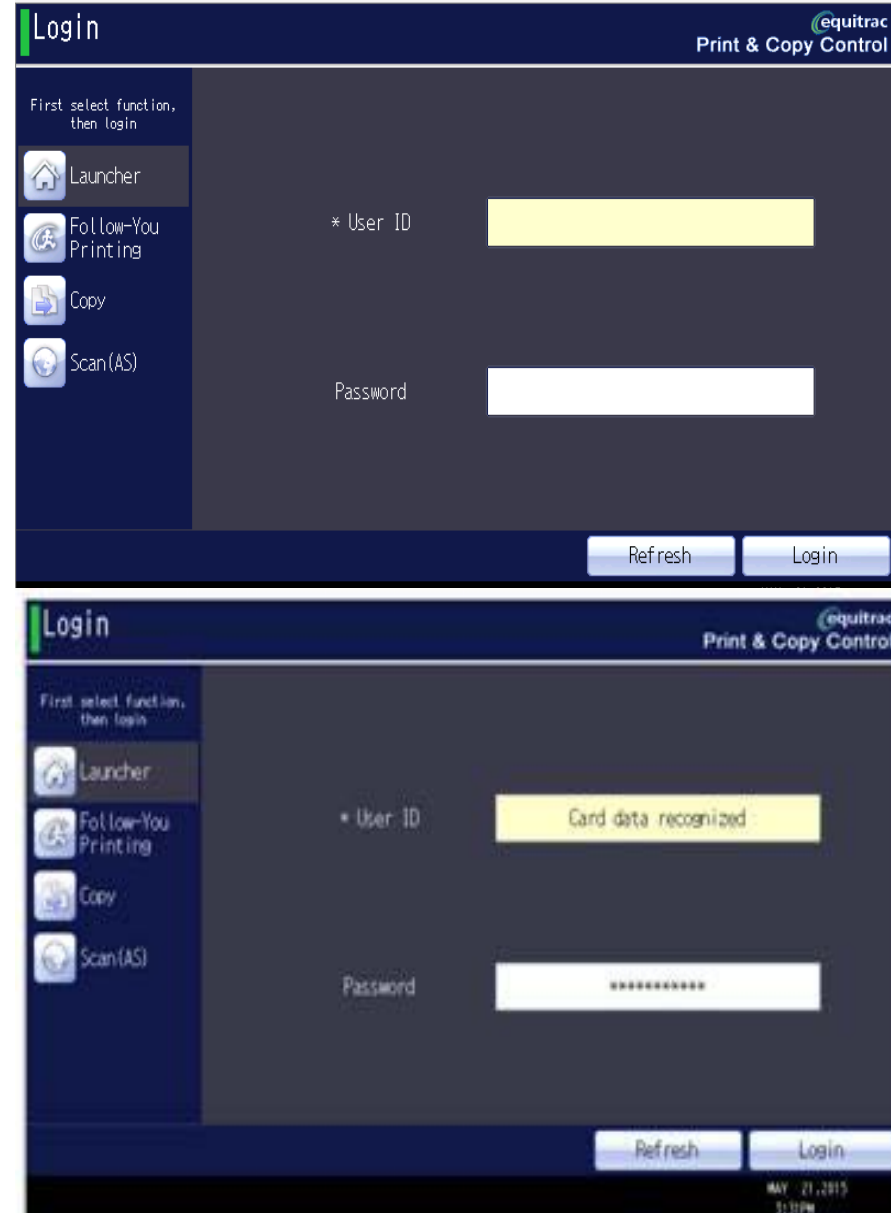 Login
equitrac
Print & Copy Control
First select function,
then login
Launcher
Follow-You
Printing
* User ID
Copy
Scan(AS)
Password
Refresh
Login
Login
equitrac
Print & Copy Control
First select function,
then login
Launcher
Follow-You
Printing
* User ID
Card data recognized
Copy
Scan(AS)
Password
***********
Refresh
Login
MAY 21,2015